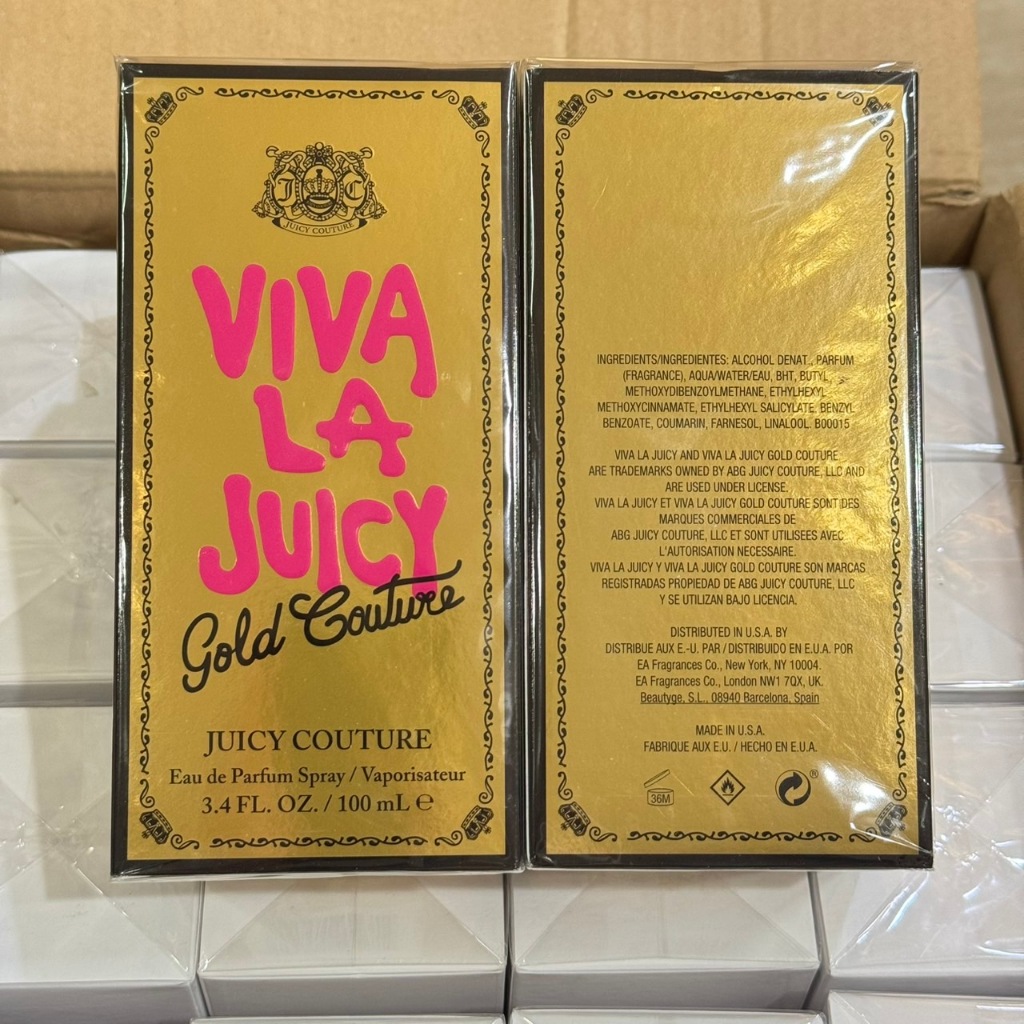 J C
JUICY COUTURE
VIVA
LA
JUICY
Gold Couture
JUICY COUTURE
Eau de Parfum Spray / Vaporisateur
3.4 FL. OZ. / 100 mL ℮
INGREDIENTS/INGREDIENTES: ALCOHOL DENAT., PARFUM
(FRAGRANCE), AQUA/WATER/EAU, BHT, BUTYL
METHOXYDIBENZOYLMETHANE, ETHYLHEXYL
METHOXYCINNAMATE, ETHYLHEXYL SALICYLATE, BENZYL
BENZOATE, COUMARIN, FARNESOL, LINALOOL. B00015
VIVA LA JUICY AND VIVA LA JUICY GOLD COUTURE
ARE TRADEMARKS OWNED BY ABG JUICY COUTURE, LLC AND
ARE USED UNDER LICENSE.
VIVA LA JUICY ET VIVA LA JUICY GOLD COUTURE SONT DES
MARQUES COMMERCIALES DE
ABG JUICY COUTURE, LLC ET SONT UTILISEES AVEC
L'AUTORISATION NECESSAIRE.
VIVA LA JUICY Y VIVA LA JUICY GOLD COUTURE SON MARCAS
REGISTRADAS PROPIEDAD DE ABG JUICY COUTURE, LLC
Y SE UTILIZAN BAJO LICENCIA.
DISTRIBUTED IN U.S.A. BY
DISTRIBUE AUX E.-U. PAR / DISTRIBUIDO EN E.U.A. POR
EA Fragrances Co., New York, NY 10004.
EA Fragrances Co., London NW1 7QX, UK.
Beautyge, S.L., 08940 Barcelona, Spain
MADE IN U.S.A.
FABRIQUE AUX E.U. / HECHO EN E.U.A.
36M
®